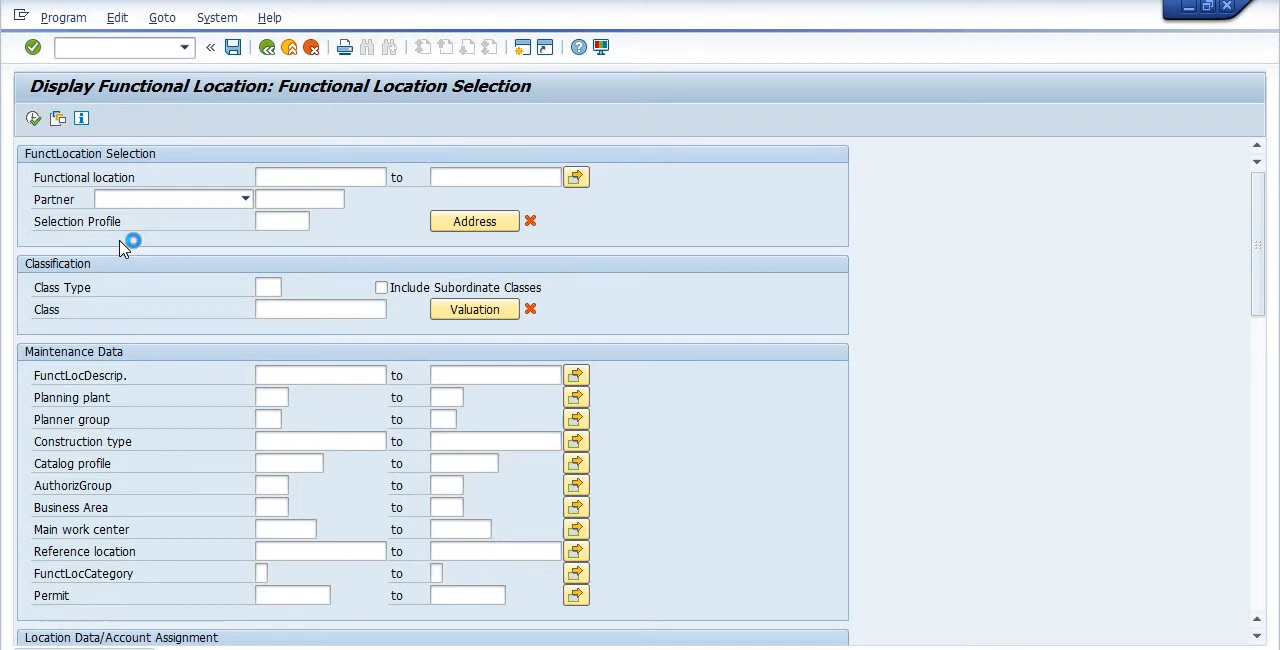 Program Edit Goto System Help
Display Functional Location: Functional Location Selection
FunctLocation Selection
Functional location to
Partner
Selection Profile Address
Classification
Class Type Include Subordinate Classes
Class Valuation
Maintenance Data
FunctLocDescrip. to
Planning plant to
Planner group to
Construction type to
Catalog profile to
AuthorizGroup to
Business Area to
Main work center to
Reference location to
FunctLocCategory to
Permit to
Location Data/Account Assignment